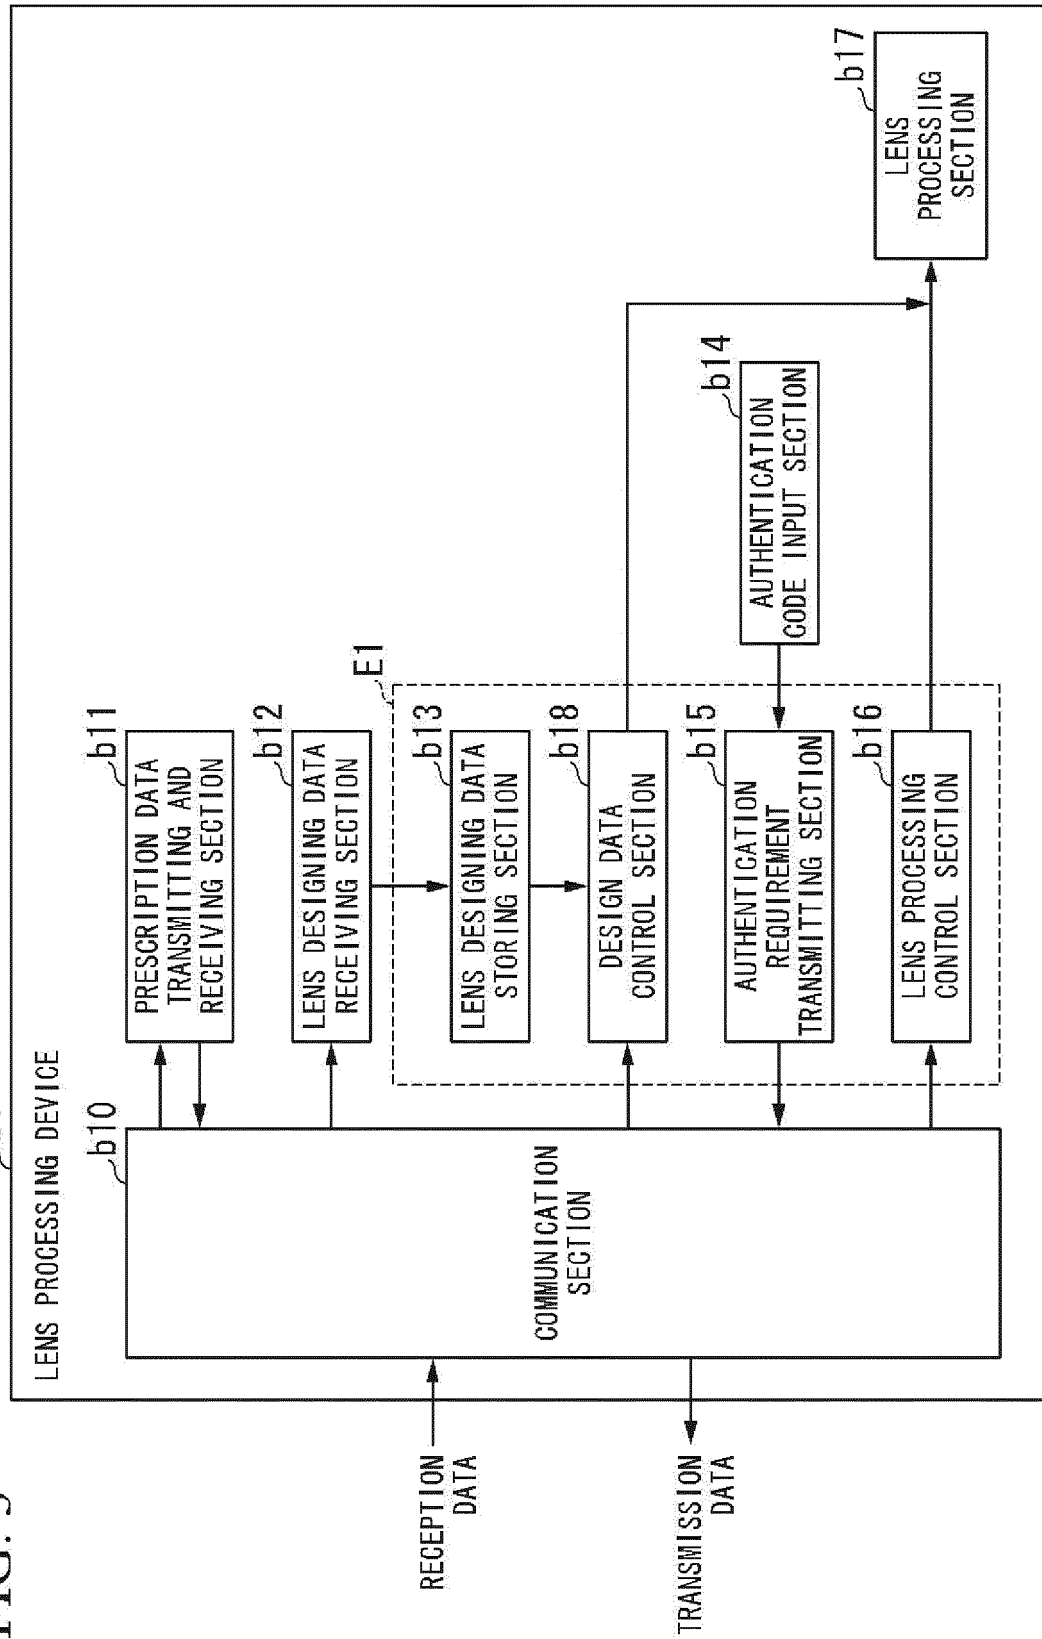 LENS PROCESSING DEVICE
b10
COMMUNICATION
SECTION
RECEPTION
DATA
TRANSMISSION
DATA
b11
PRESCRIPTION DATA
TRANSMITTING AND
RECEIVING SECTION
b12
LENS DESIGNING DATA
RECEIVING SECTION
E1
b13
LENS DESIGNING DATA
STORING SECTION
b18
DESIGN DATA
CONTROL SECTION
b15
AUTHENTICATION
REQUIREMENT
TRANSMITTING SECTION
b16
LENS PROCESSING
CONTROL SECTION
b14
AUTHENTICATION
CODE INPUT SECTION
b17
LENS
PROCESSING
SECTION